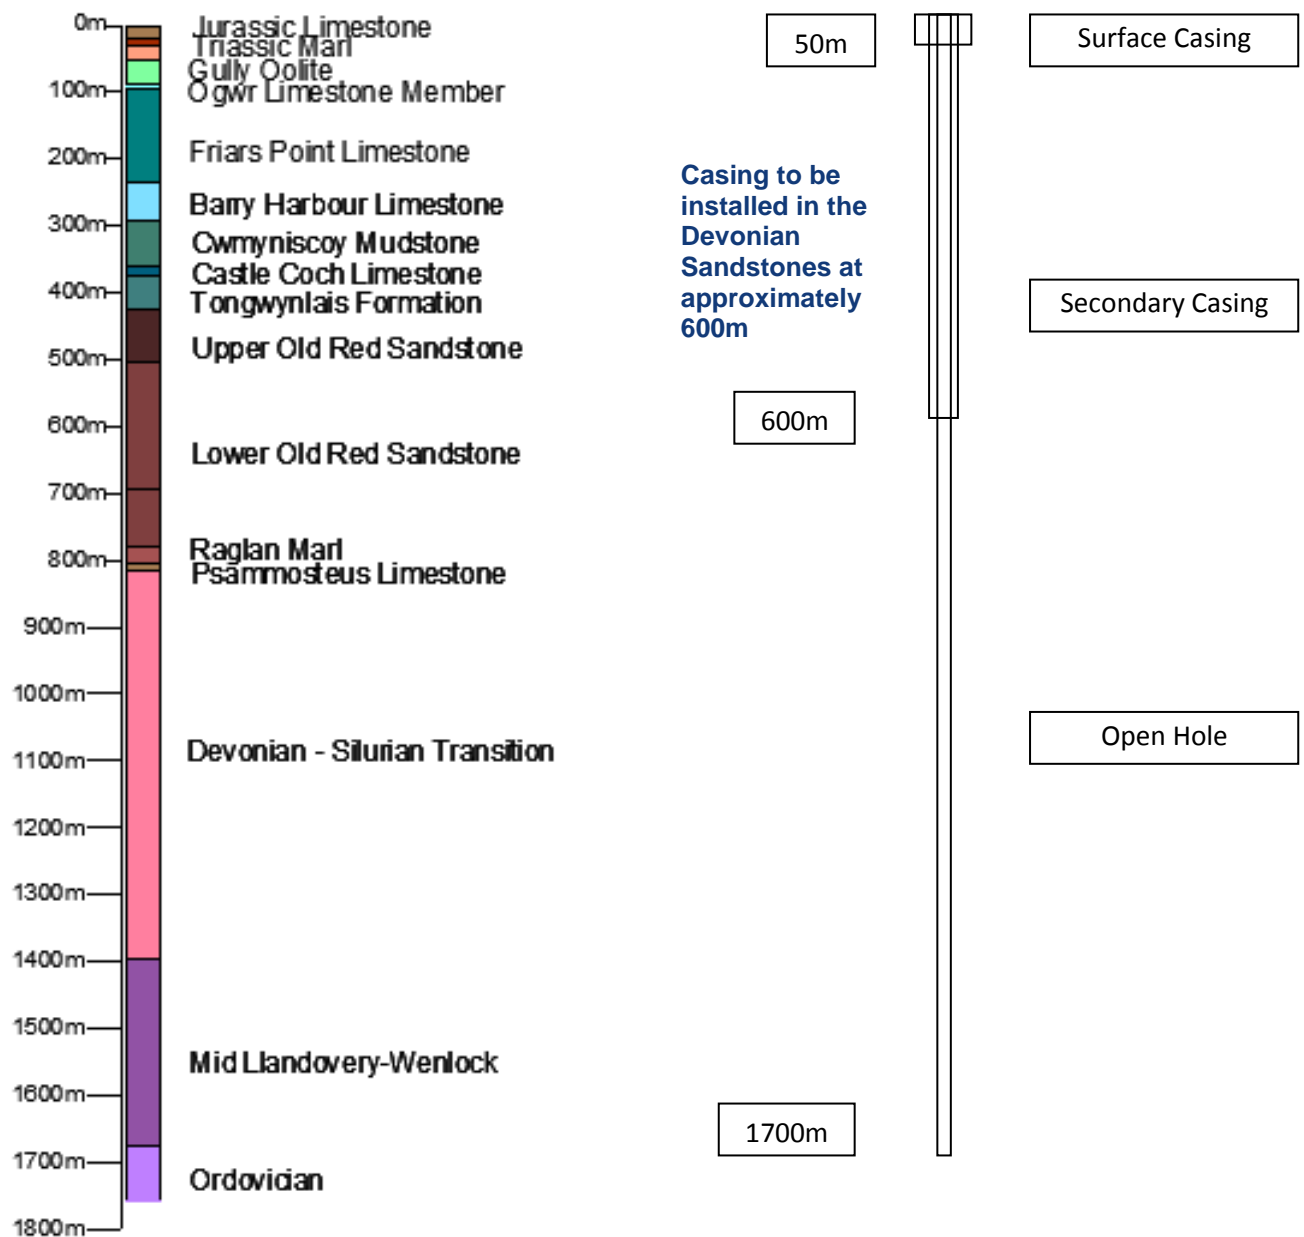 0m
100m
200m
300m
400m
500m
600m
700m
800m
900m
1000m
1100m
1200m
1300m
1400m
1500m
1600m
1700m
1800m
Jurassic Limestone
Triassic Marl
Gully Oolite
Ogwr Limestone Member
Friars Point Limestone
Barry Harbour Limestone
Cwmyniscoy Mudstone
Castle Coch Limestone
Tongwynlais Formation
Upper Old Red Sandstone
Lower Old Red Sandstone
Raglan Marl
Psammosteus Limestone
Devonian - Silurian Transition
Mid Llandovery-Wenlock
Ordovician
Casing to be
installed in the
Devonian
Sandstones at
approximately
600m
50m
600m
1700m
Surface Casing
Secondary Casing
Open Hole